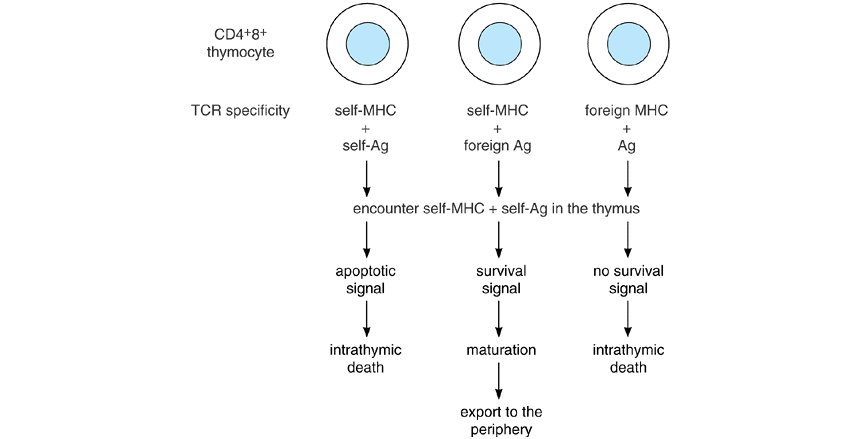 CD4⁺8⁺
thymocyte
TCR specificity
self-MHC
+
self-Ag
self-MHC
+
foreign Ag
foreign MHC
+
Ag
encounter self-MHC + self-Ag in the thymus
apoptotic
signal
survival
signal
no survival
signal
intrathymic
death
maturation
intrathymic
death
export to the
periphery